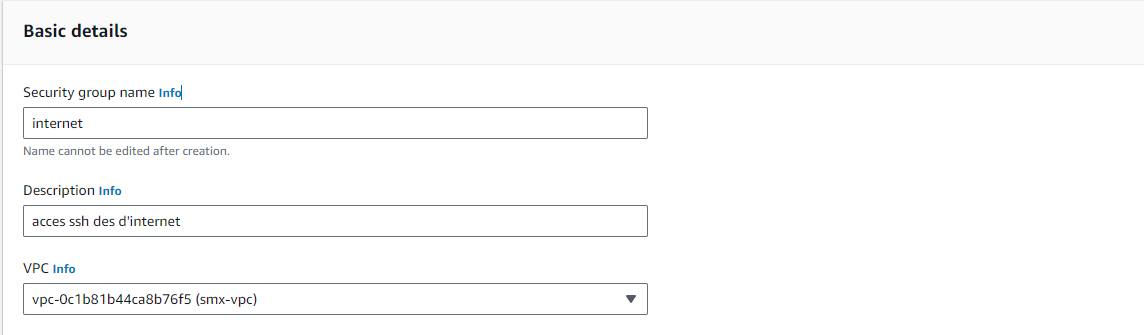 Basic details
Security group name Info
internet
Name cannot be edited after creation.
Description Info
acces ssh des d'internet
VPC Info
vpc-0c1b81b44ca8b76f5 (smx-vpc)